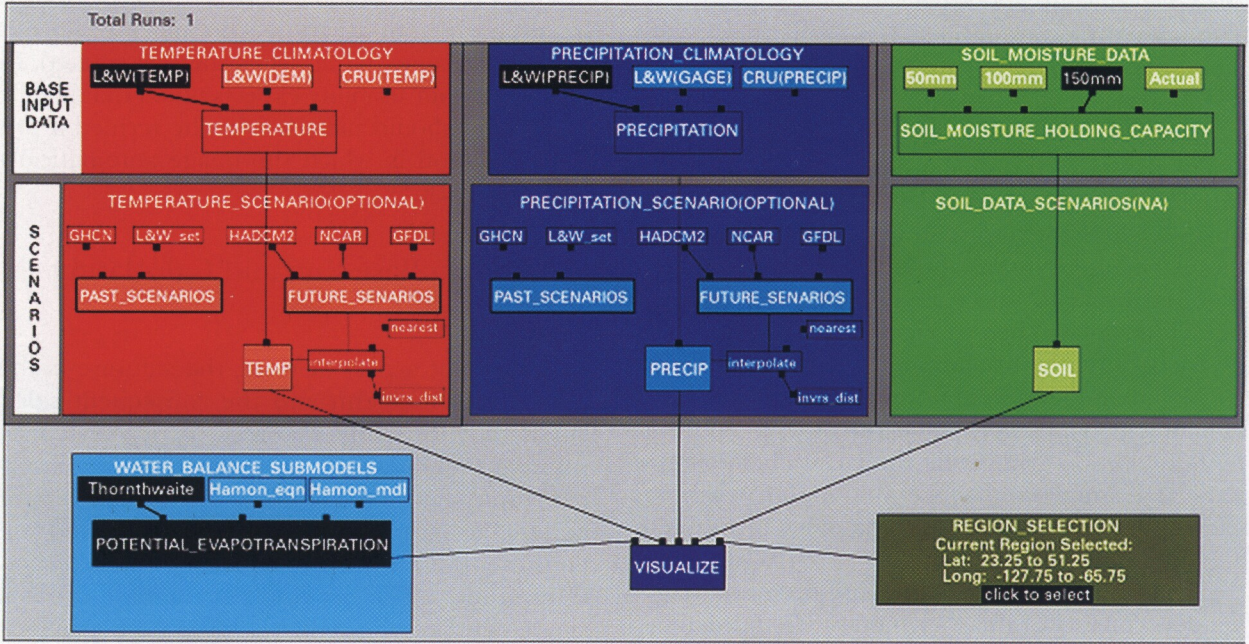 Total Runs: 1
BASE
INPUT
DATA
TEMPERATURE_CLIMATOLOGY
L&W(TEMP) L&W(DEM) CRU(TEMP)
TEMPERATURE
PRECIPITATION_CLIMATOLOGY
L&W(PRECIP) L&W(GAGE) CRU(PRECIP)
PRECIPITATION
SOIL_MOISTURE_DATA
50mm 100mm 150mm Actual
SOIL_MOISTURE_HOLDING_CAPACITY
SCENARIOS
TEMPERATURE_SCENARIO(OPTIONAL)
GHCN L&W_set HADCM2 NCAR GFDL
PAST_SCENARIOS FUTURE_SENARIOS
nearest
TEMP interpolate
invrs_dist
PRECIPITATION_SCENARIO(OPTIONAL)
GHCN L&W_set HADCM2 NCAR GFDL
PAST_SCENARIOS FUTURE_SENARIOS
nearest
PRECIP interpolate
invrs_dist
SOIL_DATA_SCENARIOS(NA)
SOIL
WATER_BALANCE_SUBMODELS
Thornthwaite Hamon_eqn Hamon_mdl
POTENTIAL_EVAPOTRANSPIRATION
VISUALIZE
REGION_SELECTION
Current Region Selected:
Lat: 23.25 to 51.25
Long: -127.75 to -65.75
click to select